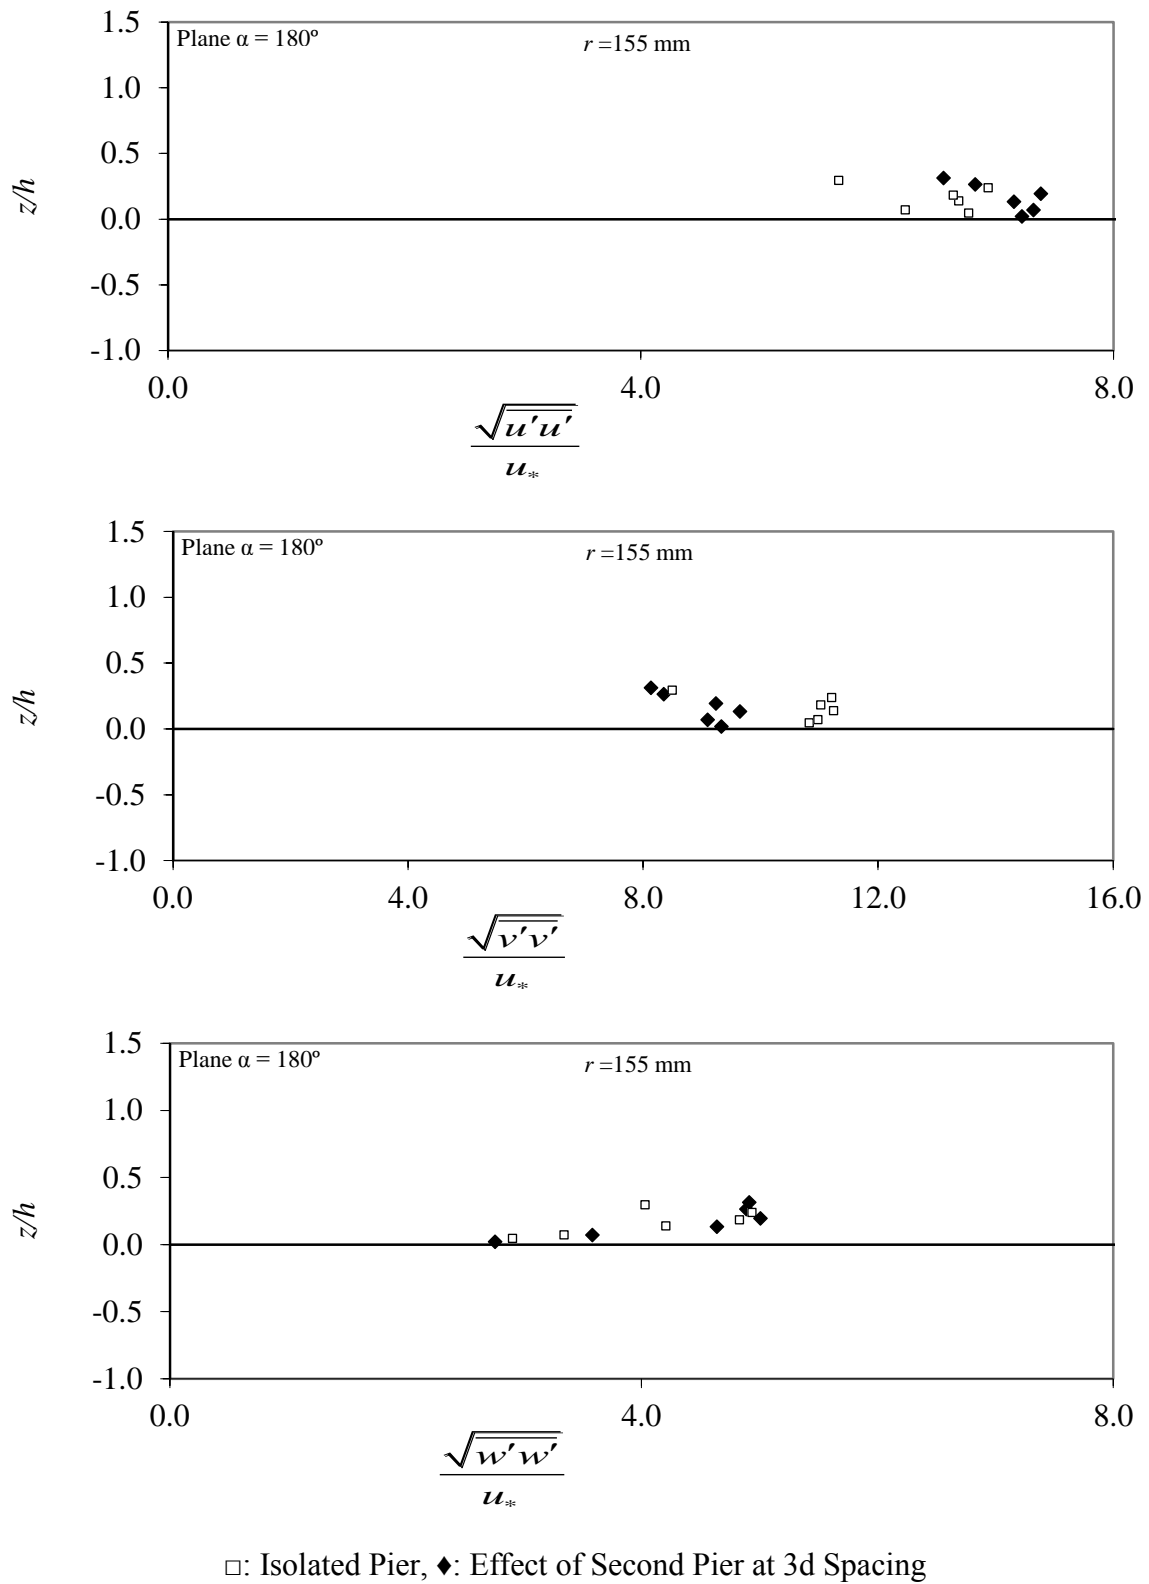 1.5
Plane α = 180º
r =155 mm
1.0
0.5
z/h
0.0
-0.5
-1.0
0.0 4.0 8.0
√u′u′
u*
1.5
Plane α = 180º
r =155 mm
1.0
0.5
z/h
0.0
-0.5
-1.0
0.0 4.0 8.0 12.0 16.0
√v′v′
u*
1.5
Plane α = 180º
r =155 mm
1.0
0.5
z/h
0.0
-0.5
-1.0
0.0 4.0 8.0
√w′w′
u*
□: Isolated Pier, ♦: Effect of Second Pier at 3d Spacing